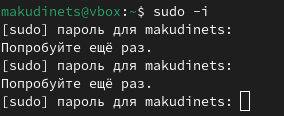 makudinets@vbox:~$ sudo -i
[sudo] пароль для makudinets:
Попробуйте ещё раз.
[sudo] пароль для makudinets:
Попробуйте ещё раз.
[sudo] пароль для makudinets: